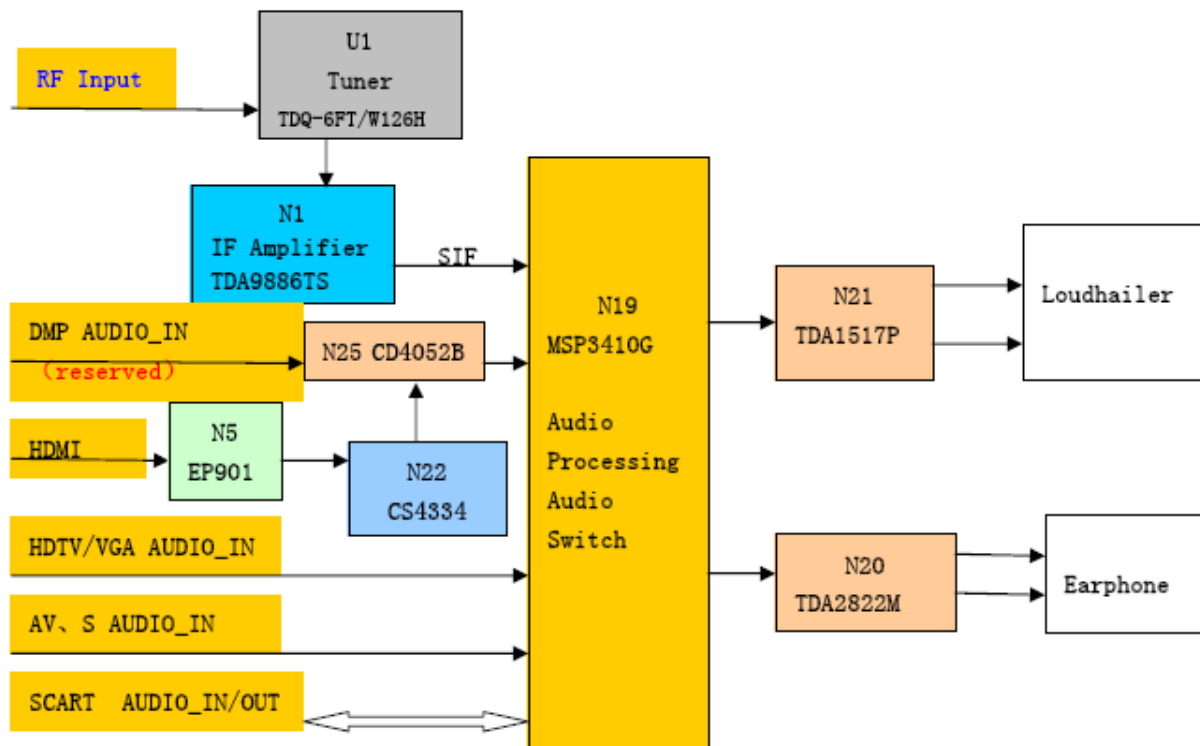 RF Input
U1
Tuner
TDQ-6FT/W126H
N1
IF Amplifier
TDA9886TS
SIF
DMP AUDIO_IN
（reserved）
N25 CD4052B
HDMI
N5
EP901
N22
CS4334
HDTV/VGA AUDIO_IN
AV、S AUDIO_IN
SCART AUDIO_IN/OUT
N19
MSP3410G
Audio
Processing
Audio
Switch
N21
TDA1517P
Loudhailer
N20
TDA2822M
Earphone